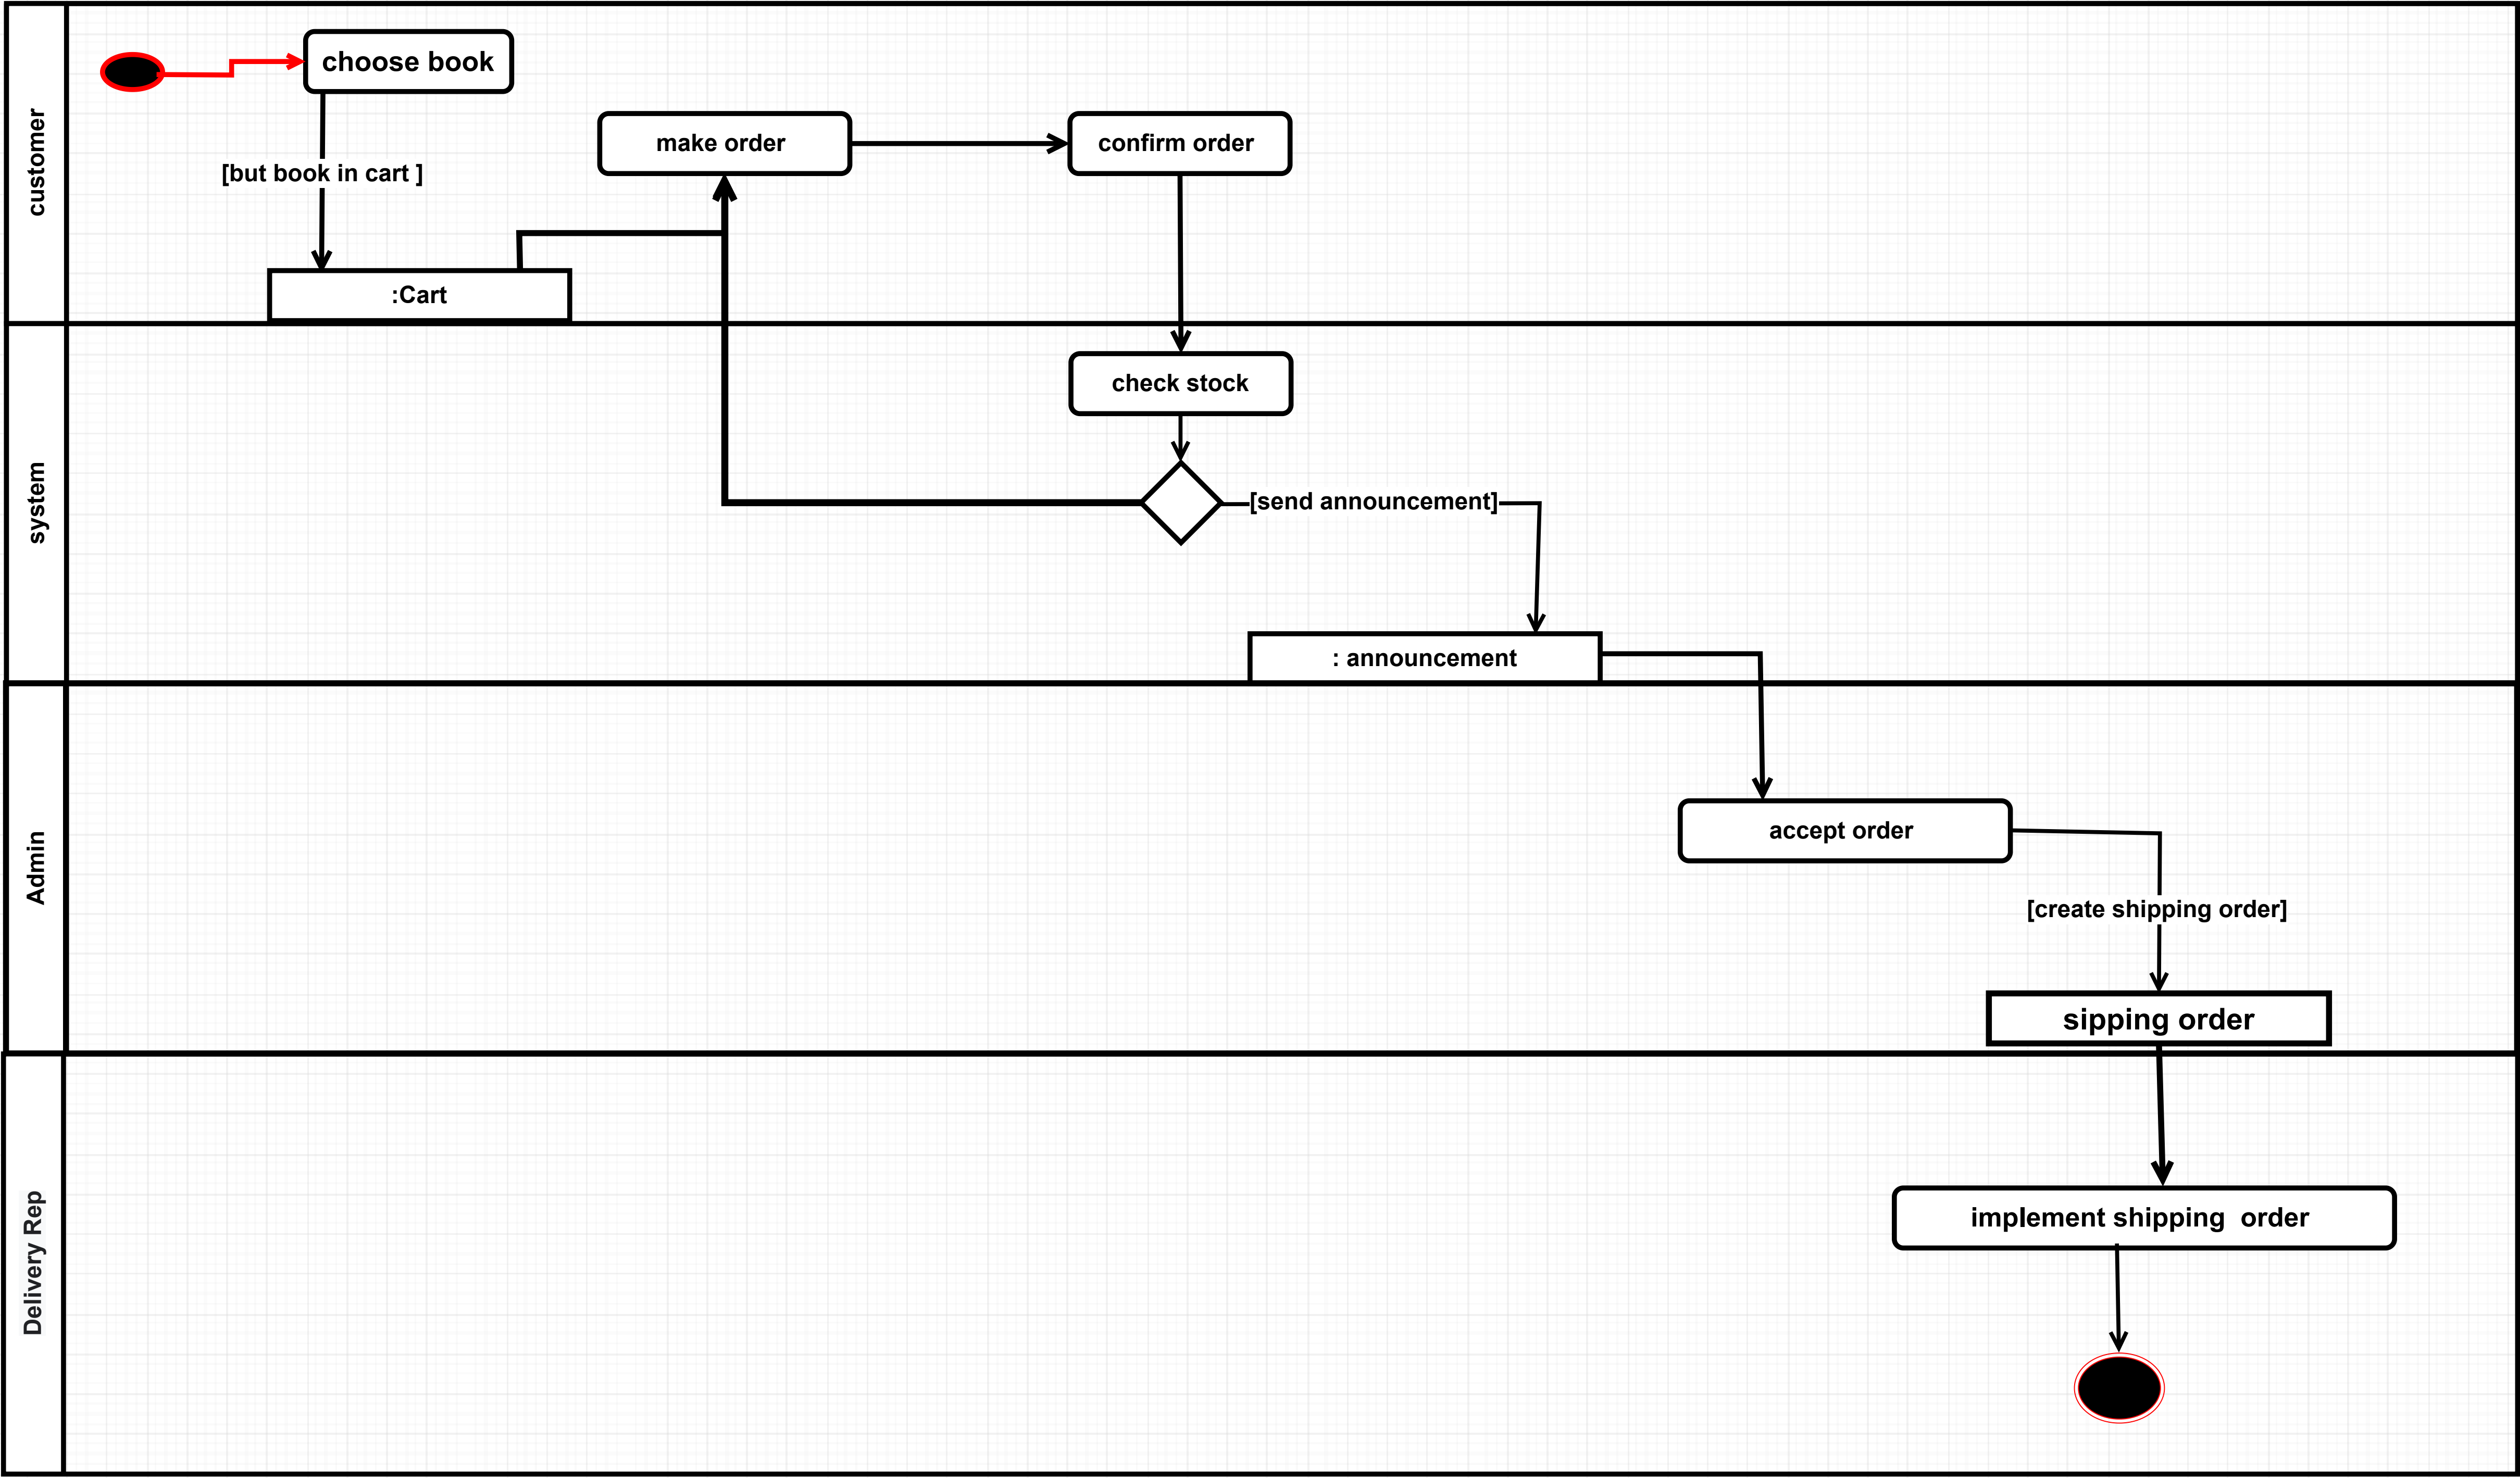 customer
choose book
make order
confirm order
[but book in cart ]
:Cart
system
check stock
[send announcement]
: announcement
Admin
accept order
[create shipping order]
sipping order
Delivery Rep
implement shipping  order